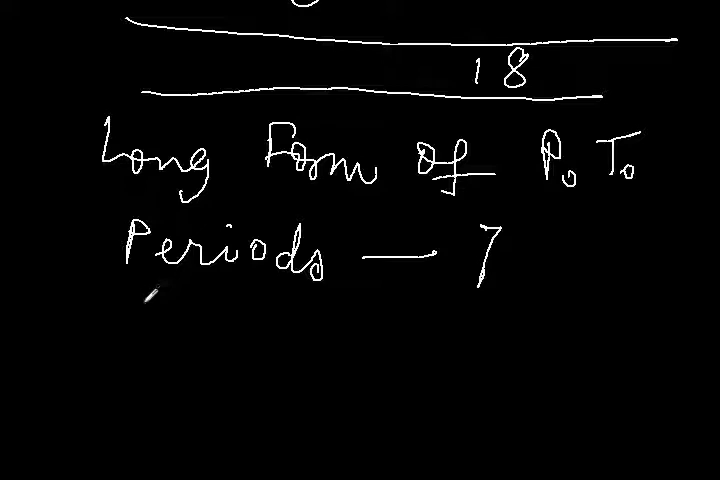 18
Long Form of P. T.
Periods — 7